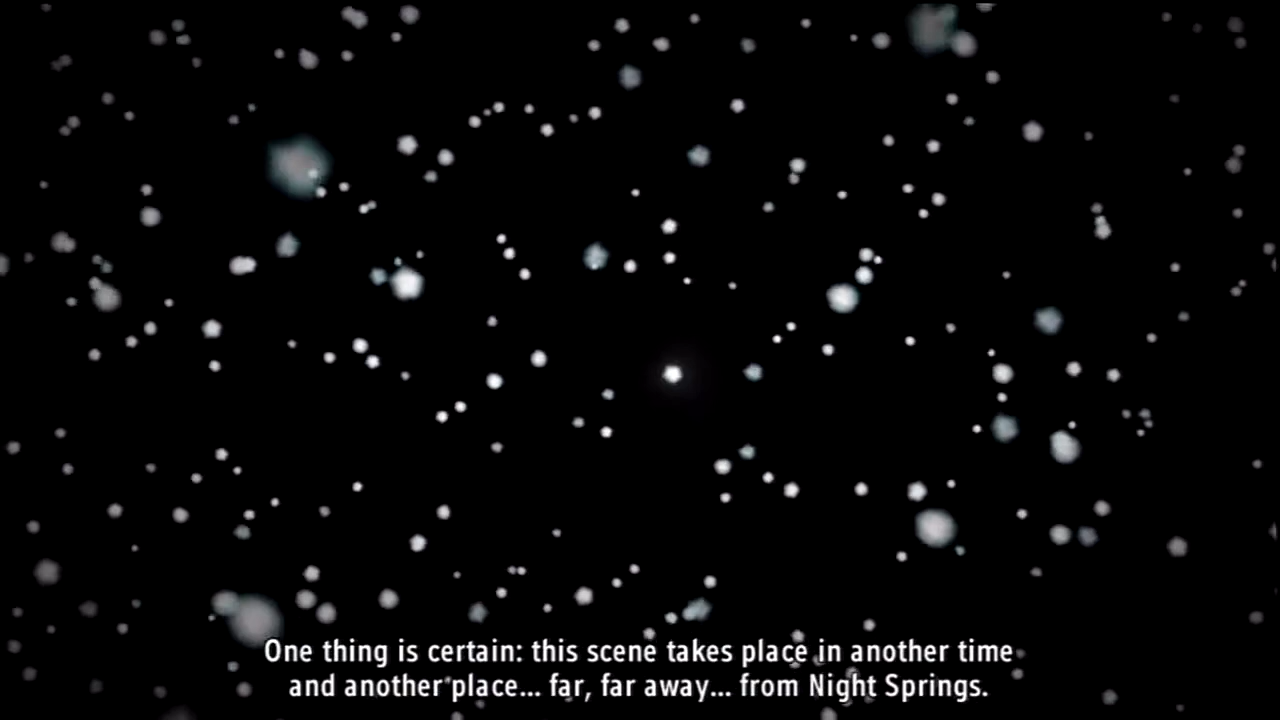 One thing is certain: this scene takes place in another time
and another place... far, far away... from Night Springs.